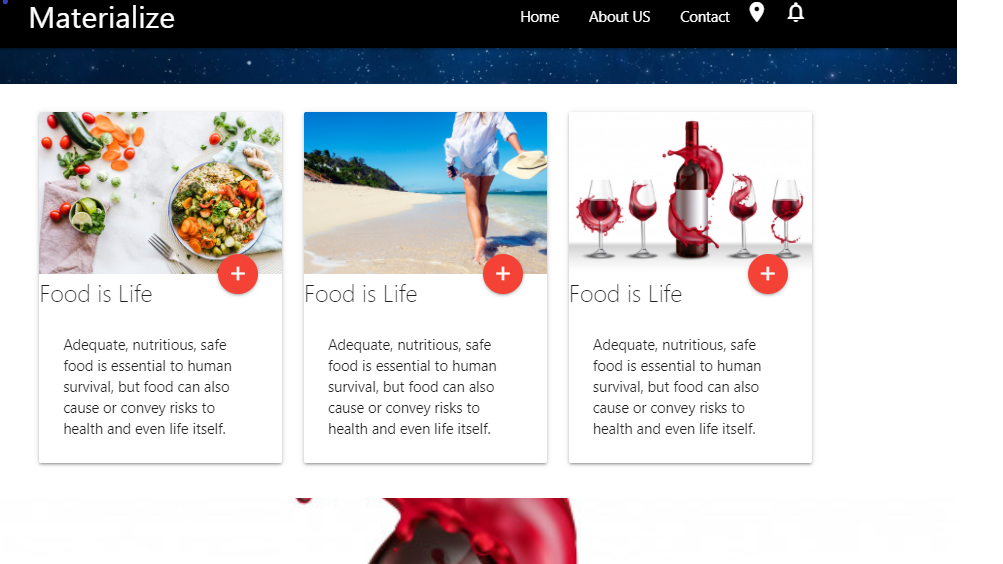 Materialize
Home About US Contact
Food is Life
Adequate, nutritious, safe
food is essential to human
survival, but food can also
cause or convey risks to
health and even life itself.
Food is Life
Adequate, nutritious, safe
food is essential to human
survival, but food can also
cause or convey risks to
health and even life itself.
Food is Life
Adequate, nutritious, safe
food is essential to human
survival, but food can also
cause or convey risks to
health and even life itself.